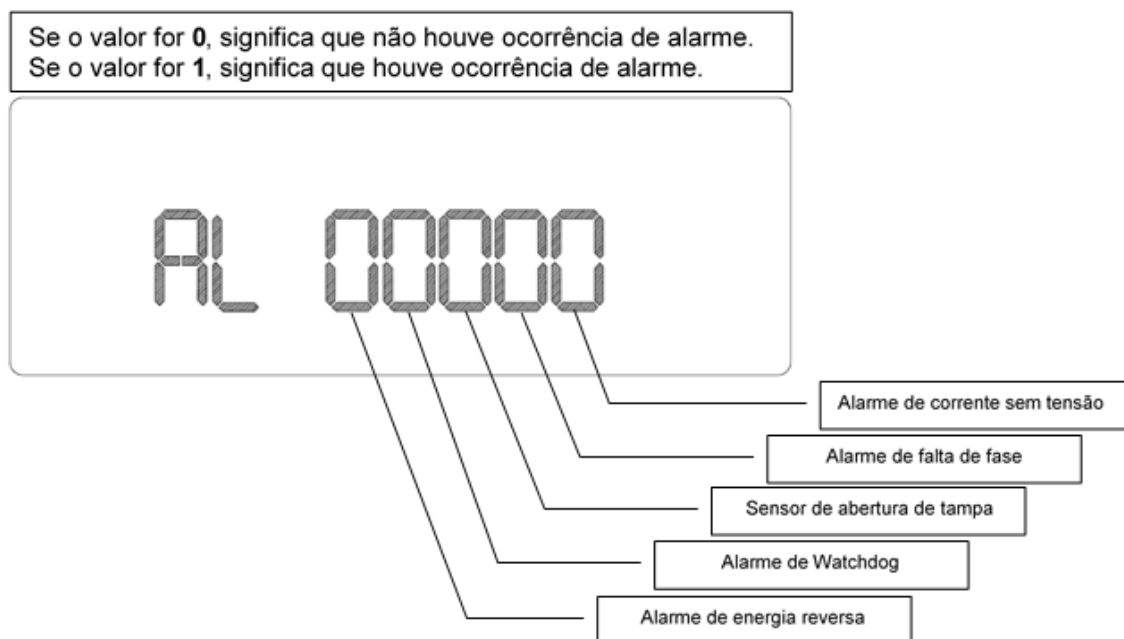 Se o valor for 0, significa que não houve ocorrência de alarme.
Se o valor for 1, significa que houve ocorrência de alarme.
AL 00000
Alarme de corrente sem tensão
Alarme de falta de fase
Sensor de abertura de tampa
Alarme de Watchdog
Alarme de energia reversa